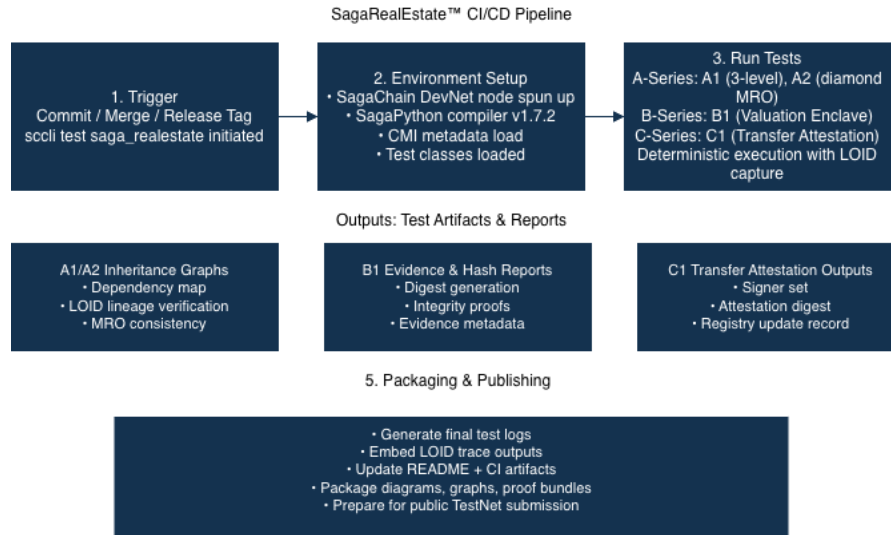 SagaRealEstate™ CI/CD Pipeline
1. Trigger
Commit / Merge / Release Tag
sccli test saga_realestate initiated
2. Environment Setup
• SagaChain DevNet node spun up
• SagaPython compiler v1.7.2
• CMI metadata load
• Test classes loaded
3. Run Tests
A-Series: A1 (3-level), A2 (diamond
MRO)
B-Series: B1 (Valuation Enclave)
C-Series: C1 (Transfer Attestation)
Deterministic execution with LOID
capture
Outputs: Test Artifacts & Reports
A1/A2 Inheritance Graphs
• Dependency map
• LOID lineage verification
• MRO consistency
B1 Evidence & Hash Reports
• Digest generation
• Integrity proofs
• Evidence metadata
C1 Transfer Attestation Outputs
• Signer set
• Attestation digest
• Registry update record
5. Packaging & Publishing
• Generate final test logs
• Embed LOID trace outputs
• Update README + CI artifacts
• Package diagrams, graphs, proof bundles
• Prepare for public TestNet submission